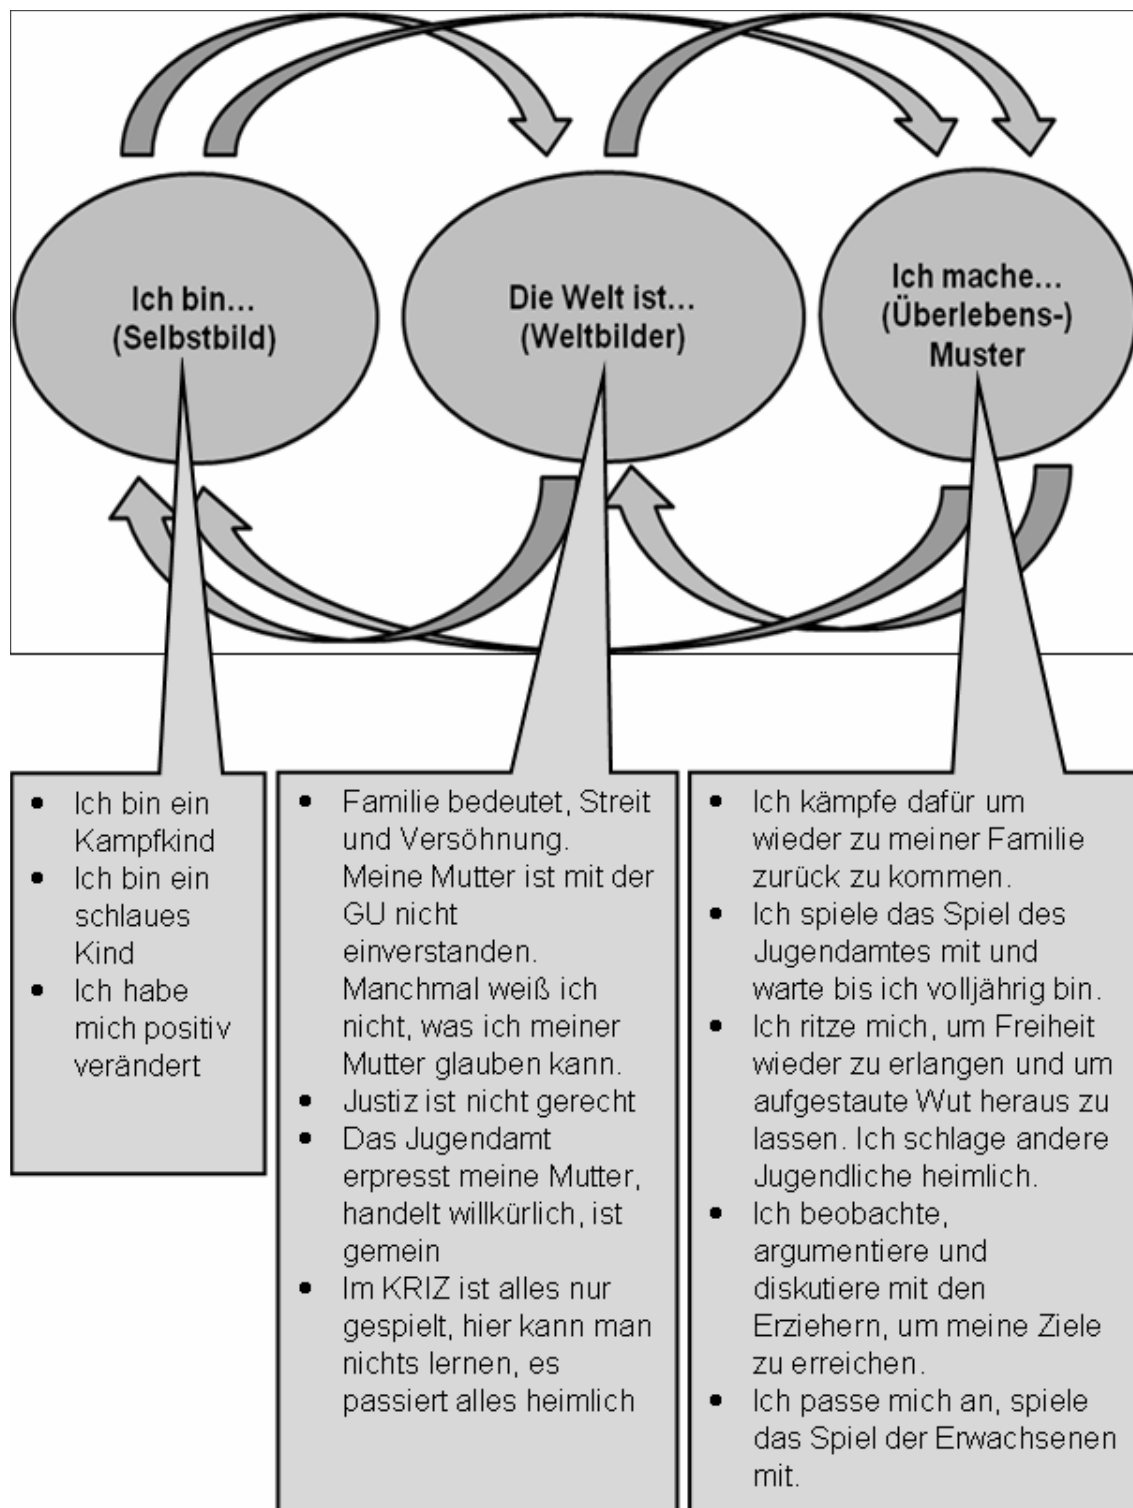 Ich bin…
(Selbstbild)
Die Welt ist…
(Weltbilder)
Ich mache…
(Überlebens-)
Muster
• Ich bin ein
Kampfkind
• Ich bin ein
schlaues
Kind
• Ich habe
mich positiv
verändert
• Familie bedeutet, Streit
und Versöhnung.
Meine Mutter ist mit der
GU nicht
einverstanden.
Manchmal weiß ich
nicht, was ich meiner
Mutter glauben kann.
• Justiz ist nicht gerecht
• Das Jugendamt
erpresst meine Mutter,
handelt willkürlich, ist
gemein
• Im KRIZ ist alles nur
gespielt, hier kann man
nichts lernen, es
passiert alles heimlich
• Ich kämpfe dafür um
wieder zu meiner Familie
zurück zu kommen.
• Ich spiele das Spiel des
Jugendamtes mit und
warte bis ich volljährig bin.
• Ich ritze mich, um Freiheit
wieder zu erlangen und um
aufgestaute Wut heraus zu
lassen. Ich schlage andere
Jugendliche heimlich.
• Ich beobachte,
argumentiere und
diskutiere mit den
Erziehern, um meine Ziele
zu erreichen.
• Ich passe mich an, spiele
das Spiel der Erwachsenen
mit.